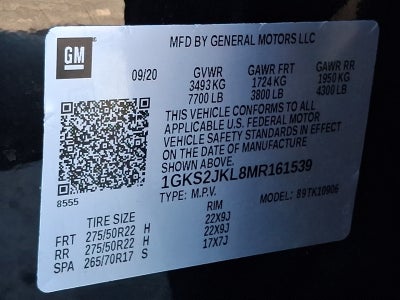 GM
MFD BY GENERAL MOTORS LLC
09/20 GVWR GAWR FRT GAWR RR
3493 KG 1724 KG 1950 KG
7700 LB 3800 LB 4300 LB
THIS VEHICLE CONFORMS TO ALL
APPLICABLE U.S. FEDERAL MOTOR
VEHICLE SAFETY STANDARDS IN EFFECT
ON THE DATE OF MANUFACTURE
SHOWN ABOVE.
1GKS2JKL8MR161539
8555
TYPE: M.P.V. MODEL: 89TK10906
TIRE SIZE RIM
FRT 275/50R22 H 22X9J
RR 275/50R22 H 22X9J
SPA 265/70R17 S 17X7J